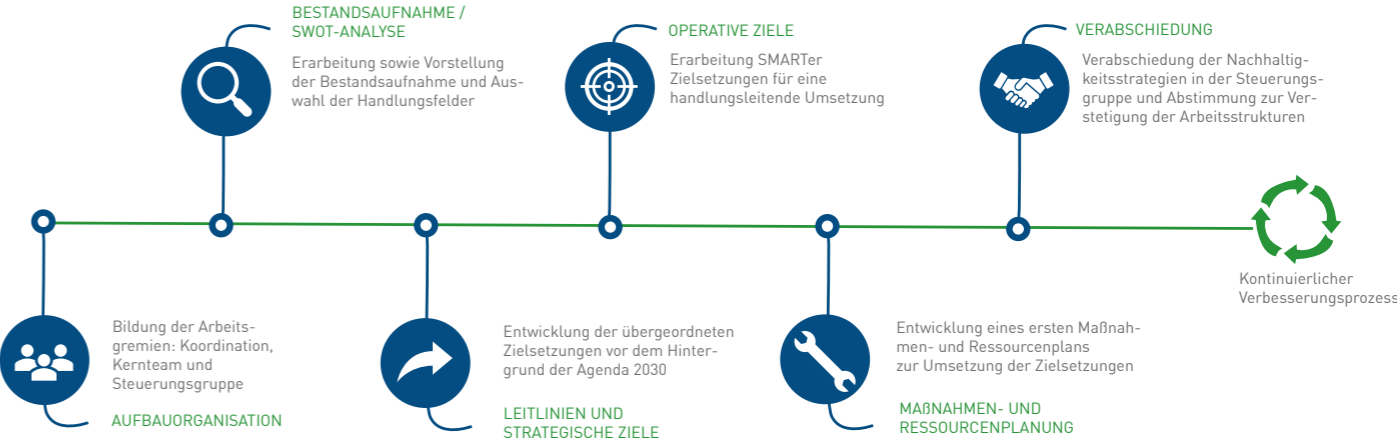 BESTANDSAUFNAHME /
SWOT-ANALYSE
Erarbeitung sowie Vorstellung
der Bestandsaufnahme und Aus-
wahl der Handlungsfelder
OPERATIVE ZIELE
Erarbeitung SMARTer
Zielsetzungen für eine
handlungsleitende Umsetzung
VERABSCHIEDUNG
Verabschiedung der Nachhaltig-
keitsstrategien in der Steuerungs-
gruppe und Abstimmung zur Ver-
stetigung der Arbeitsstrukturen
Kontinuierlicher
Verbesserungsprozess
Bildung der Arbeits-
gremien: Koordination,
Kernteam und
Steuerungsgruppe
AUFBAUORGANISATION
Entwicklung der übergeordneten
Zielsetzungen vor dem Hinter-
grund der Agenda 2030
LEITLINIEN UND
STRATEGISCHE ZIELE
Entwicklung eines ersten Maßnah-
men- und Ressourcenplans
zur Umsetzung der Zielsetzungen
MAßNAHMEN- UND
RESSOURCENPLANUNG